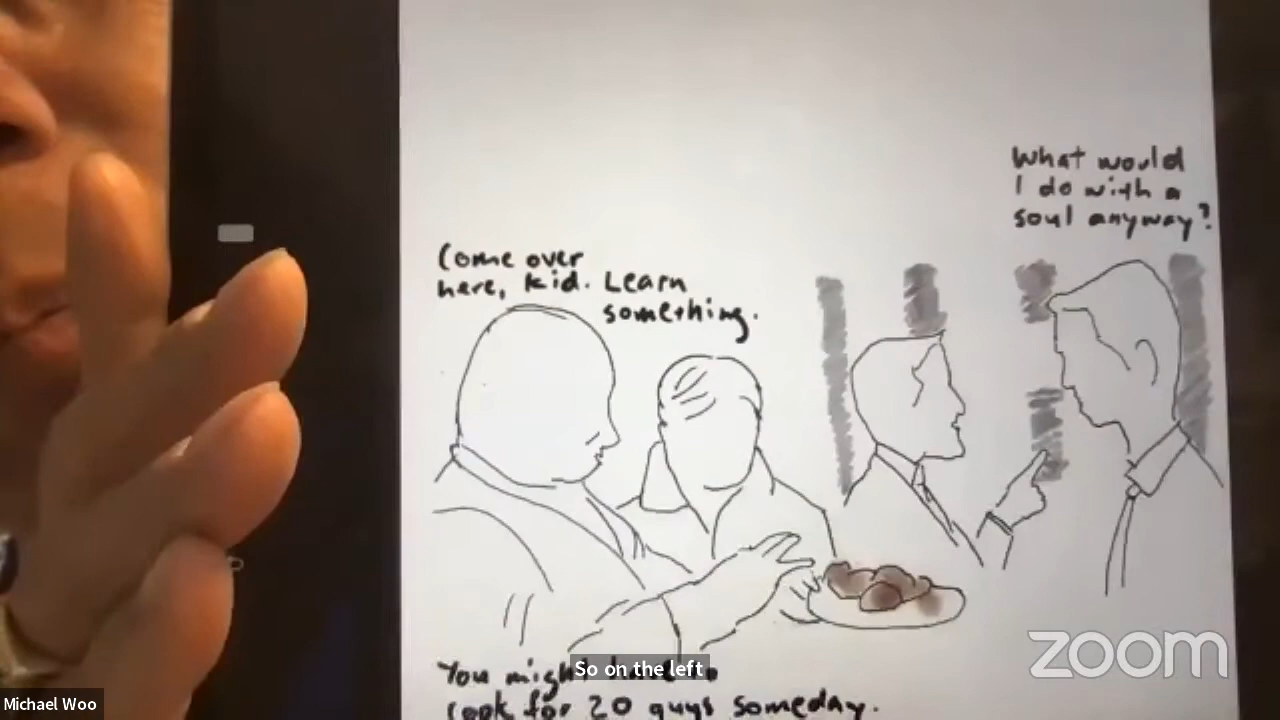 What would
I do with a
soul anyway?
Come over
here, kid. Learn
something.
You might
cook for 20 guys someday.
So on the left
zoom
Michael Woo